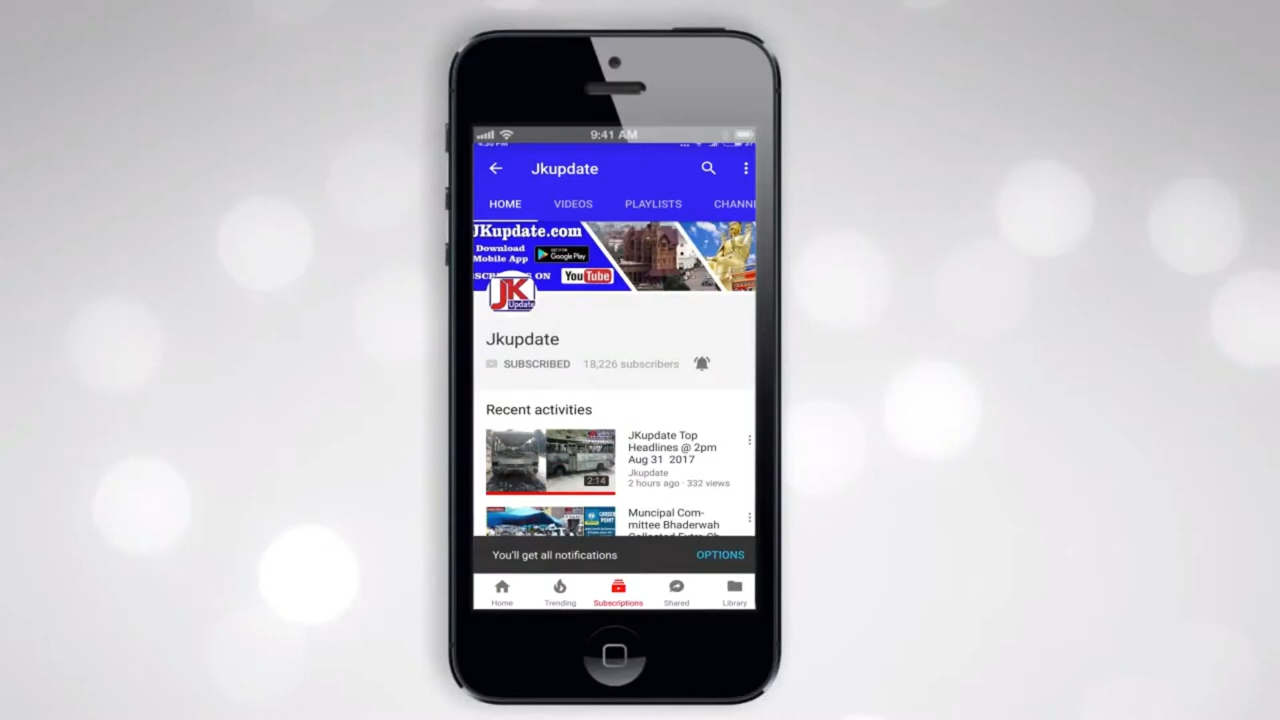 9:41 AM
Jkupdate
HOME VIDEOS PLAYLISTS CHANN
JKupdate.com
Download
Mobile App
GET IT ON
Google Play
ON YouTube
JK
Update
Jkupdate
SUBSCRIBED 18,226 subscribers
Recent activities
JKupdate Top
Headlines @ 2pm
Aug 31 2017
Jkupdate
2 hours ago · 332 views
2:14
Muncipal Com-
mittee Bhaderwah
You'll get all notifications OPTIONS
Home Trending Subscriptions Shared Library